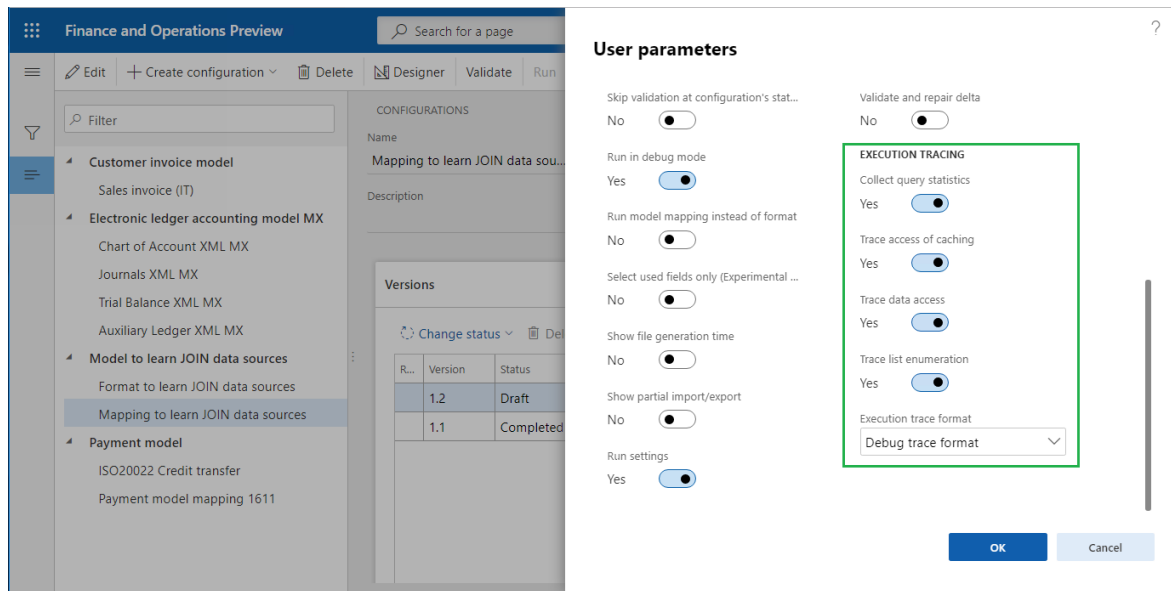 Finance and Operations Preview
Search for a page
Edit
Create configuration
Delete
Designer
Validate
Run
Filter
Customer invoice model
Sales invoice (IT)
Electronic ledger accounting model MX
Chart of Account XML MX
Journals XML MX
Trial Balance XML MX
Auxiliary Ledger XML MX
Model to learn JOIN data sources
Format to learn JOIN data sources
Mapping to learn JOIN data sources
Payment model
ISO20022 Credit transfer
Payment model mapping 1611
CONFIGURATIONS
Name
Mapping to learn JOIN data sou...
Description
Versions
Change status
Del
R... Version Status
1.2 Draft
1.1 Completed
?
User parameters
Skip validation at configuration's stat...
No
Run in debug mode
Yes
Run model mapping instead of format
No
Select used fields only (Experimental ...
No
Show file generation time
No
Show partial import/export
No
Run settings
Yes
Validate and repair delta
No
EXECUTION TRACING
Collect query statistics
Yes
Trace access of caching
Yes
Trace data access
Yes
Trace list enumeration
Yes
Execution trace format
Debug trace format
OK
Cancel